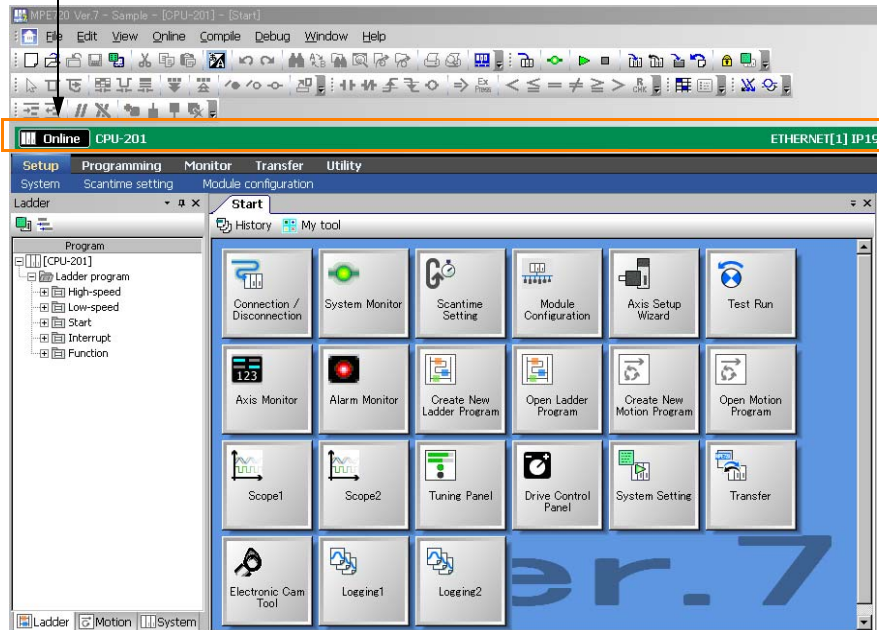 MPE720 Ver.7 - Sample - [CPU-201] - [Start]
File Edit View Online Compile Debug Window Help
Online CPU-201 ETHERNET[1] IP19
Setup Programming Monitor Transfer Utility
System Scantime setting Module configuration
Ladder
Start
History My tool
Program
[CPU-201]
Ladder program
High-speed
Low-speed
Start
Interrupt
Function
Connection / Disconnection
System Monitor
Scantime Setting
Module Configuration
Axis Setup Wizard
Test Run
123
Axis Monitor
Alarm Monitor
Create New Ladder Program
Open Ladder Program
Create New Motion Program
Open Motion Program
Scope1
Scope2
Tuning Panel
Drive Control Panel
System Setting
Transfer
Electronic Cam Tool
Logging1
Logging2
er.7
Ladder Motion System